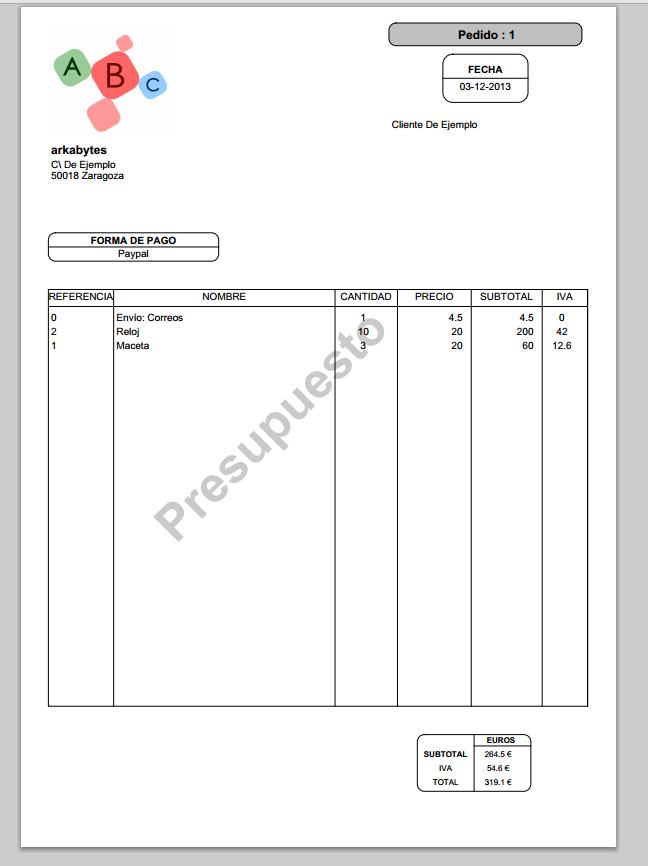 A B C
Pedido : 1
FECHA
03-12-2013
Cliente De Ejemplo
arkabytes
C\ De Ejemplo
50018 Zaragoza
FORMA DE PAGO
Paypal
REFERENCIA NOMBRE CANTIDAD PRECIO SUBTOTAL IVA
0 Envio: Correos 1 4.5 4.5 0
2 Reloj 10 20 200 42
1 Maceta 3 20 60 12.6
Presupuesto
EUROS
SUBTOTAL 264.5 €
IVA 54.6 €
TOTAL 319.1 €